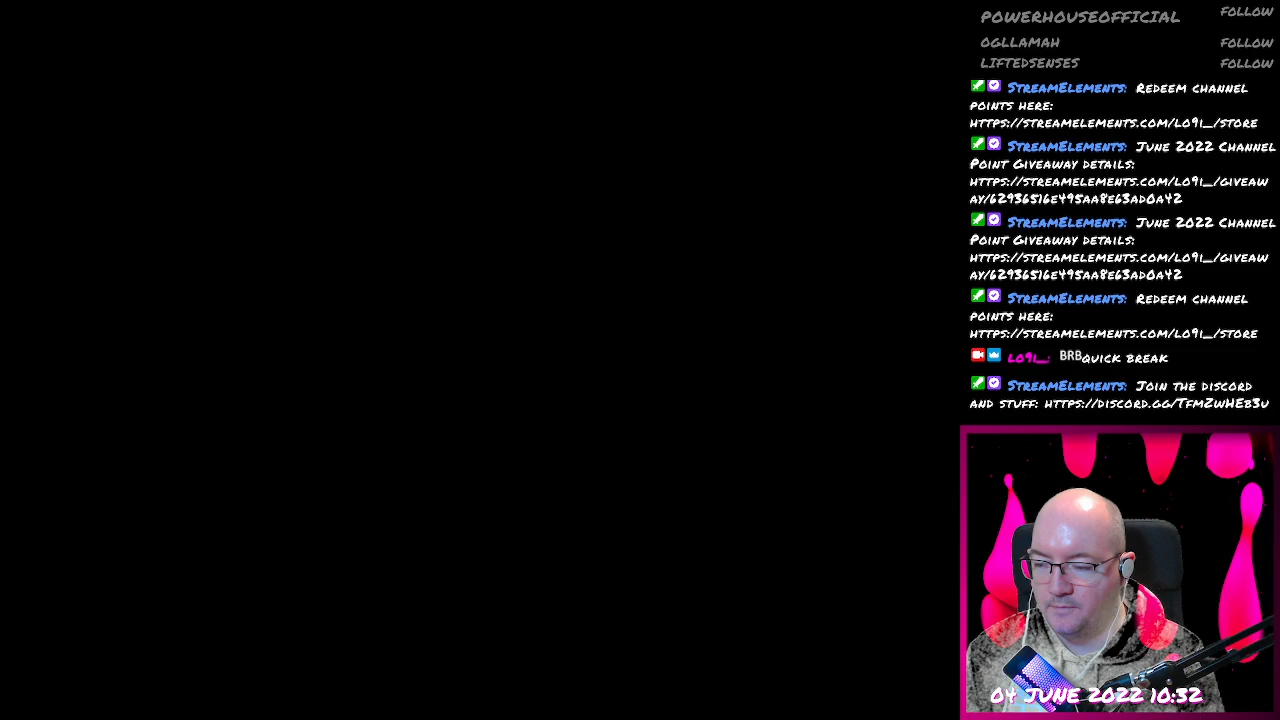 POWERHOUSEOFFICIAL FOLLOW
OGLLAMAH FOLLOW
LIFTEDSENSES FOLLOW
StreamElements: Redeem channel
points here:
https://streamelements.com/lo9i_/store
StreamElements: June 2022 Channel
Point Giveaway details:
https://streamelements.com/lo9i_/giveaw
ay/62936516e495aa8e63ad0a42
StreamElements: June 2022 Channel
Point Giveaway details:
https://streamelements.com/lo9i_/giveaw
ay/62936516e495aa8e63ad0a42
StreamElements: Redeem channel
points here:
https://streamelements.com/lo9i_/store
lo9i_: BRB quick break
StreamElements: Join the discord
and stuff: https://discord.gg/TfmZwHEb3u
04 JUNE 2022 10:32